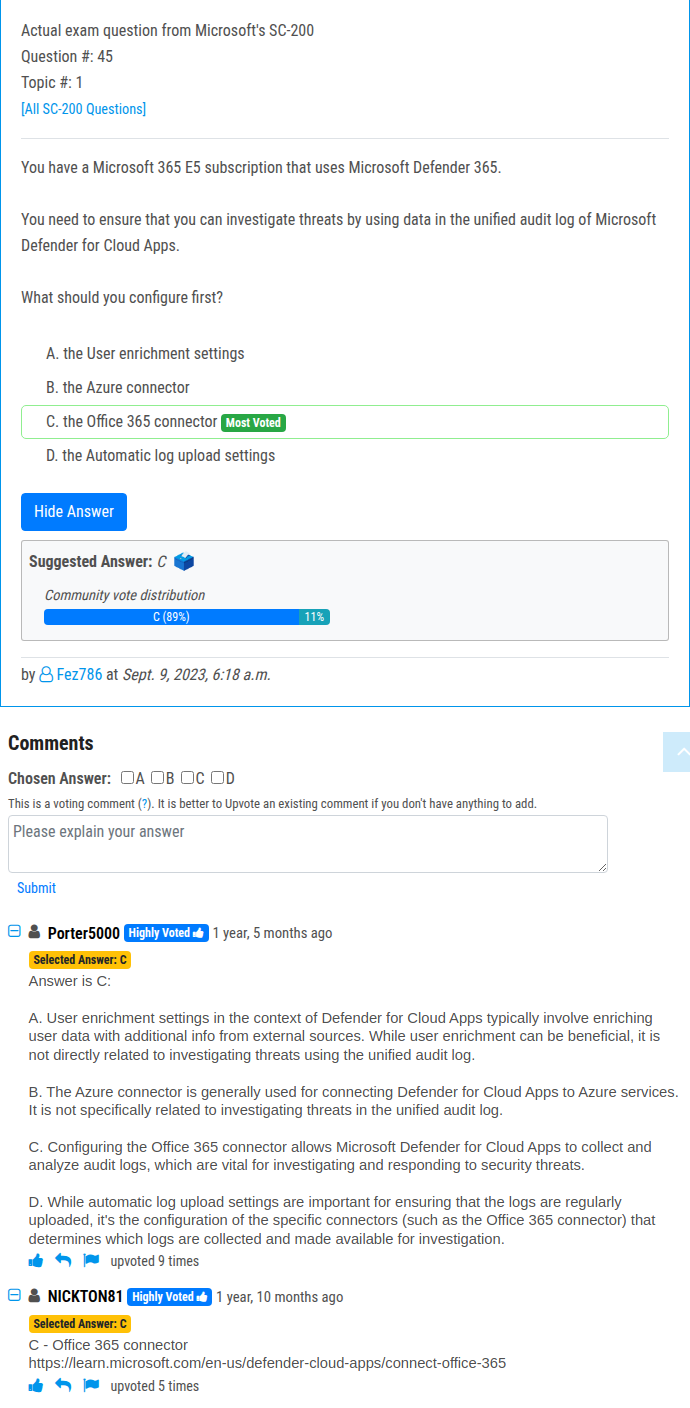 Actual exam question from Microsoft's SC-200
Question #: 45
Topic #: 1
[All SC-200 Questions]
You have a Microsoft 365 E5 subscription that uses Microsoft Defender 365.
You need to ensure that you can investigate threats by using data in the unified audit log of Microsoft
Defender for Cloud Apps.
What should you configure first?
A. the User enrichment settings
B. the Azure connector
C. the Office 365 connector Most Voted
D. the Automatic log upload settings
Hide Answer
Suggested Answer: C
Community vote distribution
C (89%) 11%
by Fez786 at Sept. 9, 2023, 6:18 a.m.
Comments
Chosen Answer: A B C D
This is a voting comment (?). It is better to Upvote an existing comment if you don't have anything to add.
Please explain your answer
Submit
Porter5000 Highly Voted 1 year, 5 months ago
Selected Answer: C
Answer is C:
A. User enrichment settings in the context of Defender for Cloud Apps typically involve enriching
user data with additional info from external sources. While user enrichment can be beneficial, it is
not directly related to investigating threats using the unified audit log.
B. The Azure connector is generally used for connecting Defender for Cloud Apps to Azure services.
It is not specifically related to investigating threats in the unified audit log.
C. Configuring the Office 365 connector allows Microsoft Defender for Cloud Apps to collect and
analyze audit logs, which are vital for investigating and responding to security threats.
D. While automatic log upload settings are important for ensuring that the logs are regularly
uploaded, it's the configuration of the specific connectors (such as the Office 365 connector) that
determines which logs are collected and made available for investigation.
upvoted 9 times
NICKTON81 Highly Voted 1 year, 10 months ago
Selected Answer: C
C - Office 365 connector
https://learn.microsoft.com/en-us/defender-cloud-apps/connect-office-365
upvoted 5 times